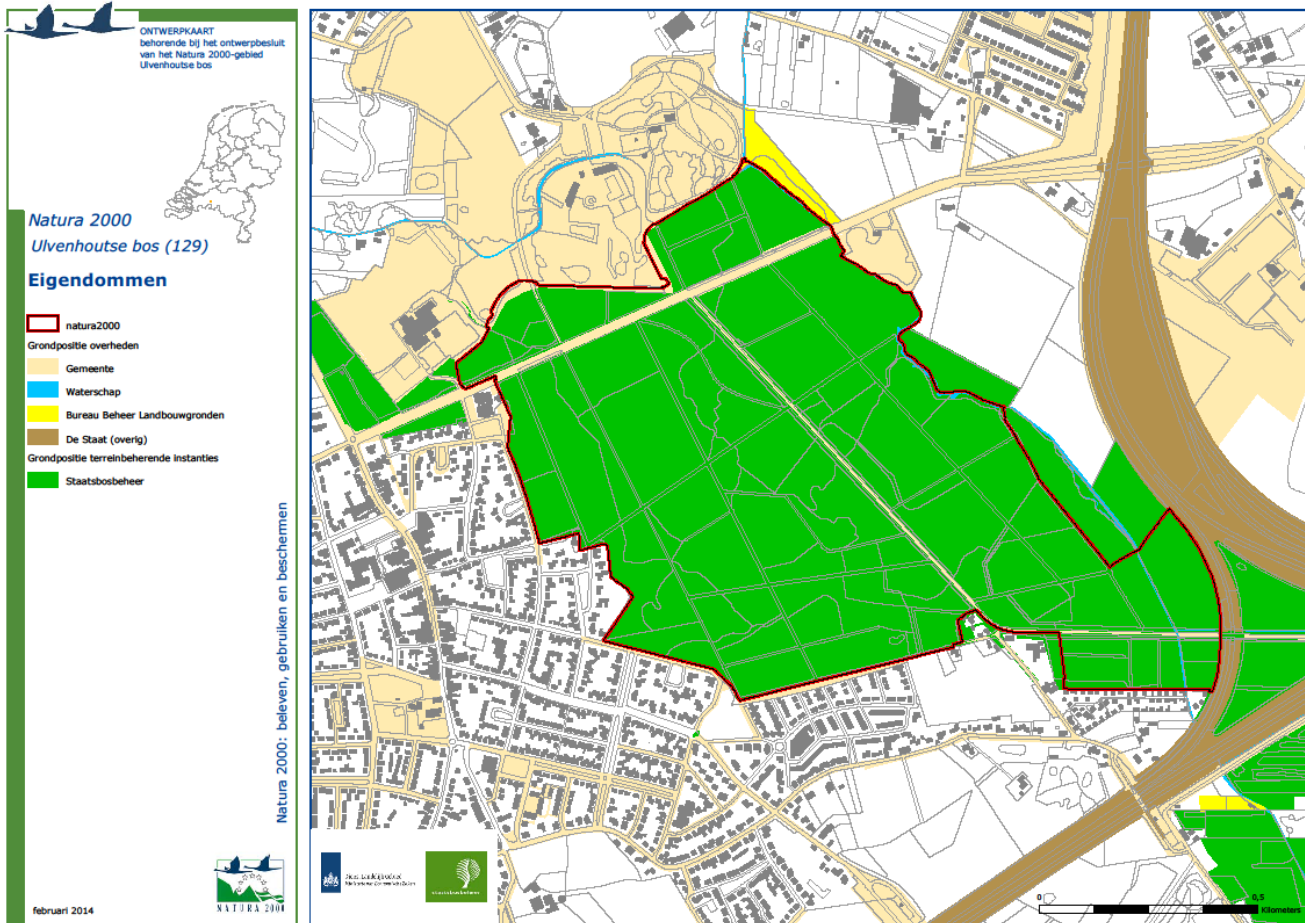 ONTWERPKAART
behorende bij het ontwerpbesluit
van het Natura 2000-gebied
Ulvenhoutse bos
Natura 2000
Ulvenhoutse bos (129)
Eigendommen
natura2000
Grondpositie overheden
Gemeente
Waterschap
Bureau Beheer Landbouwgronden
De Staat (overig)
Grondpositie terreinbeherende instanties
Staatsbosbeheer
Natura 2000: beleven, gebruiken en beschermen
NATURA 2000
februari 2014
staatsbosbeheer
0
0,5
Kilometers